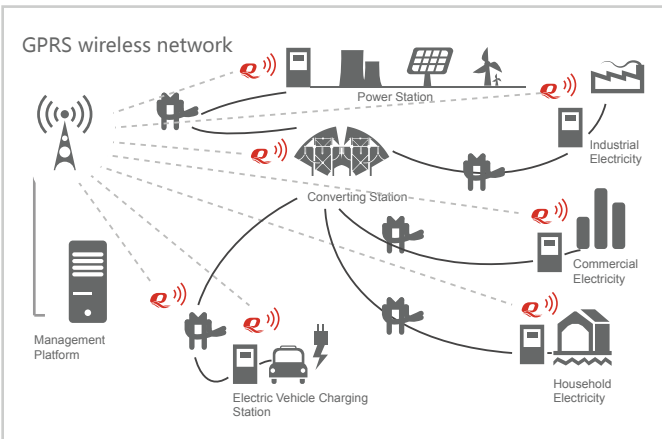 GPRS wireless network
Power Station
Industrial
Electricity
Converting Station
Commercial
Electricity
Management
Platform
Electric Vehicle Charging
Station
Household
Electricity